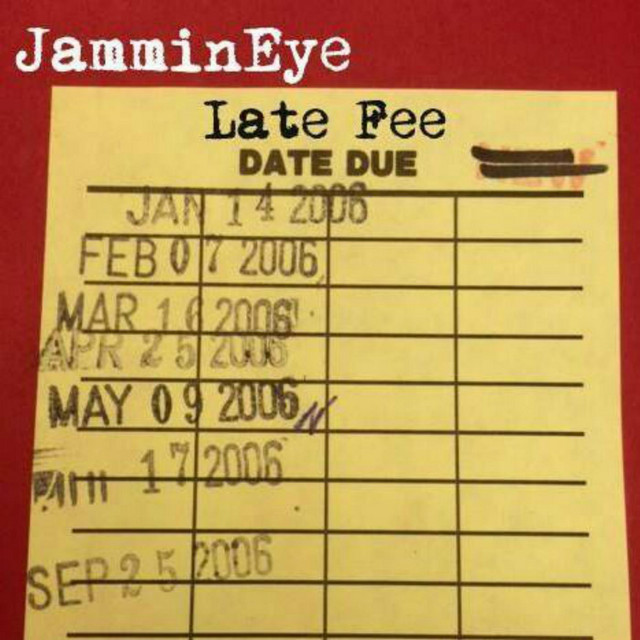 JamminEye
Late Fee
DATE DUE
JAN 14 2006
FEB 07 2006
MAR 16 2006
APR 25 2006
MAY 09 2006 N
17 2006
SEP 25 2006